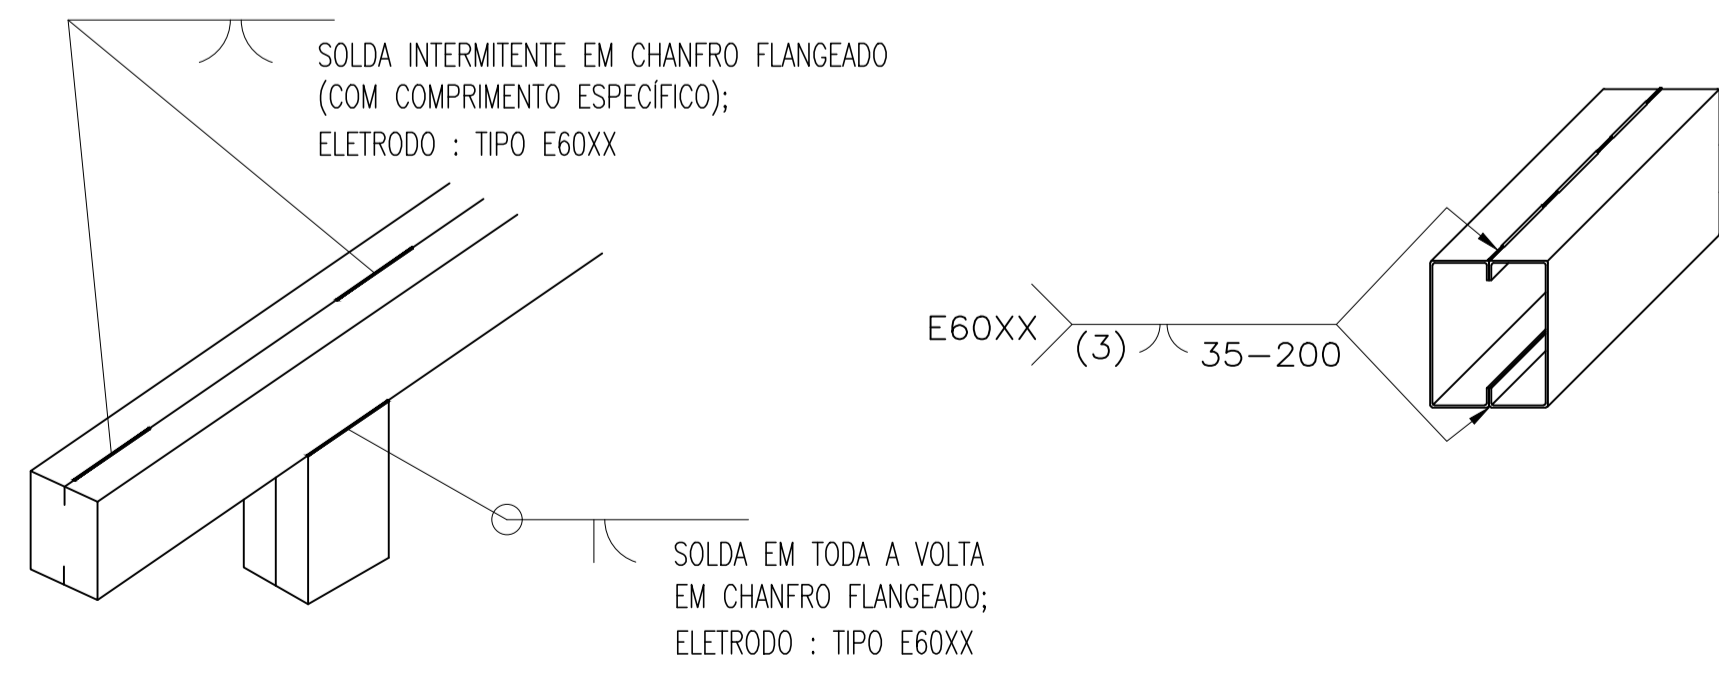 SOLDA INTERMITENTE EM CHANFRO FLANGEADO
(COM COMPRIMENTO ESPECÍFICO);
ELETRODO : TIPO E60XX
E60XX (3) 35-200
SOLDA EM TODA A VOLTA
EM CHANFRO FLANGEADO;
ELETRODO : TIPO E60XX